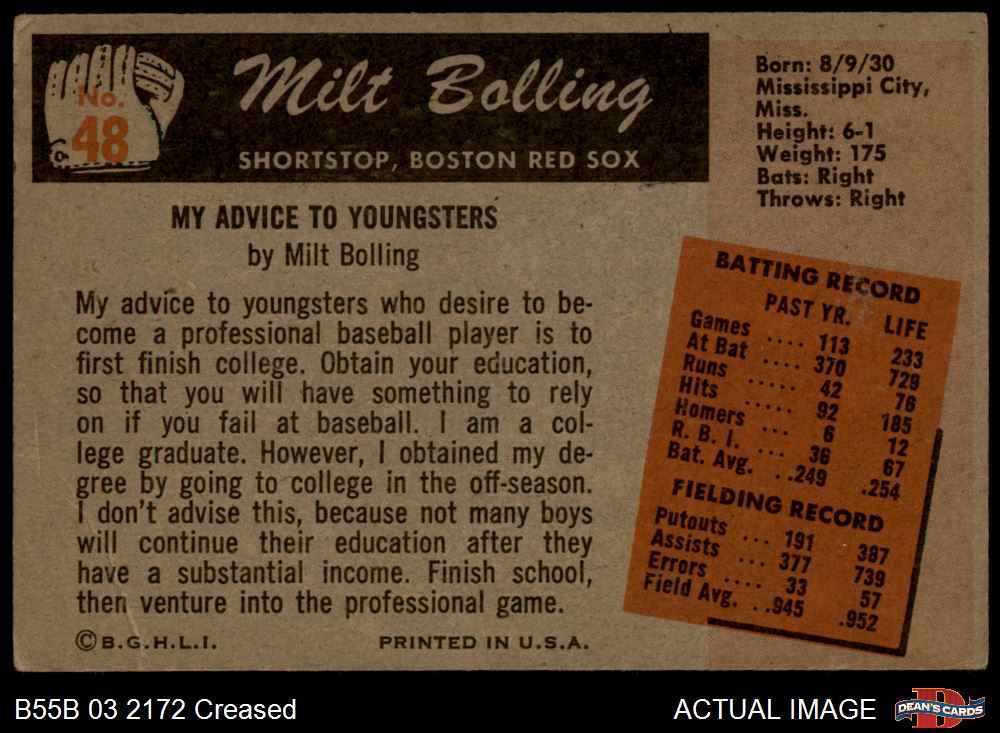 No.
48
Milt Bolling
SHORTSTOP, BOSTON RED SOX
Born: 8/9/30
Mississippi City,
Miss.
Height: 6-1
Weight: 175
Bats: Right
Throws: Right
MY ADVICE TO YOUNGSTERS
by Milt Bolling
My advice to youngsters who desire to be-
come a professional baseball player is to
first finish college. Obtain your education,
so that you will have something to rely
on if you fail at baseball. I am a col-
lege graduate. However, I obtained my de-
gree by going to college in the off-season.
I don't advise this, because not many boys
will continue their education after they
have a substantial income. Finish school,
then venture into the professional game.
©B.G.H.L.I. PRINTED IN U.S.A.
BATTING RECORD
PAST YR. LIFE
Games .... 113 233
At Bat .... 370 729
Runs ..... 42 76
Hits ..... 92 185
Homers ... 6 12
R. B. I. ... 36 67
Bat. Avg. ..249 .254
FIELDING RECORD
Putouts ... 191 387
Assists ... 377 739
Errors .... 33 57
Field Avg. ..945 .952
B55B 03 2172 Creased
ACTUAL IMAGE
DEAN'S CARDS